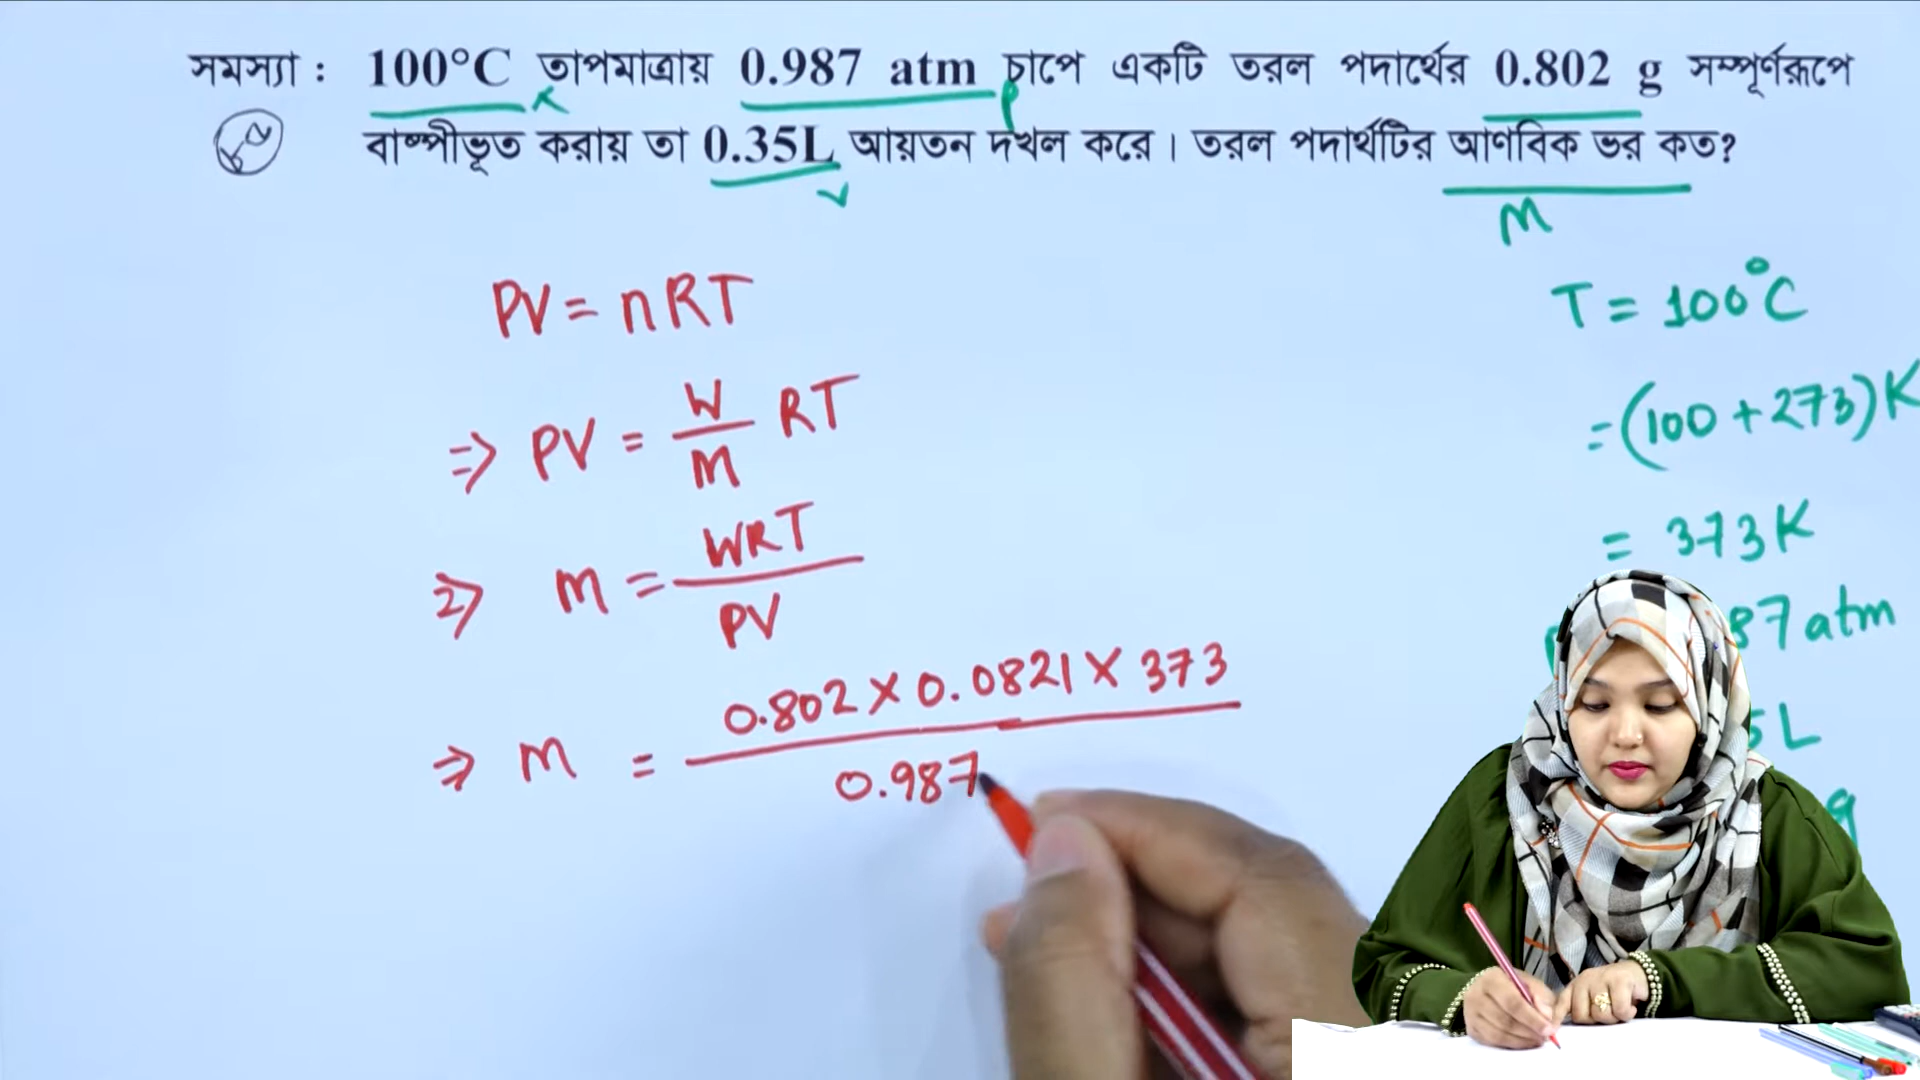 সমস্যা : 100°C তাপমাত্রায় 0.987 atm চাপে একটি তরল পদার্থের 0.802 g সম্পূর্ণরূপে
বাষ্পীভূত করায় তা 0.35L আয়তন দখল করে। তরল পদার্থটির আণবিক ভর কত?
P
V
M
PV = nRT
⇒ PV = W/M RT
⇒ M = WRT/PV
⇒ M = 0.802 × 0.0821 × 373 / 0.987
T = 100°C
= (100 + 273) K
= 373 K
87 atm
5 L
g